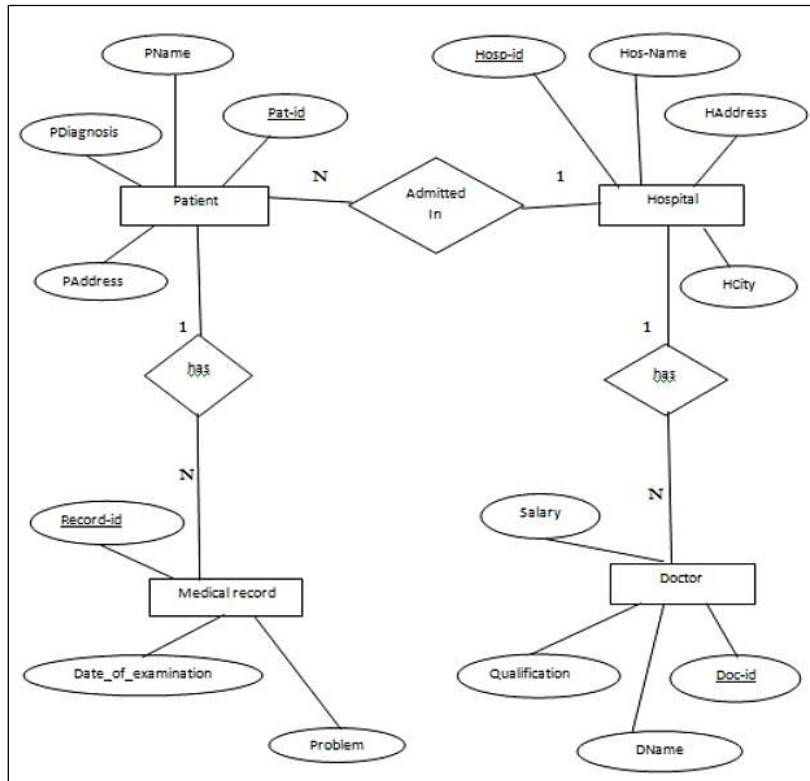 PName
Hosp-id
Hos-Name
PDiagnosis
Pat-id
HAddress
N
Admitted
In
1
Patient
Hospital
PAddress
HCity
1
has
1
has
N
N
Record-id
Salary
Medical record
Doctor
Date_of_examination
Qualification
Doc-id
Problem
DName